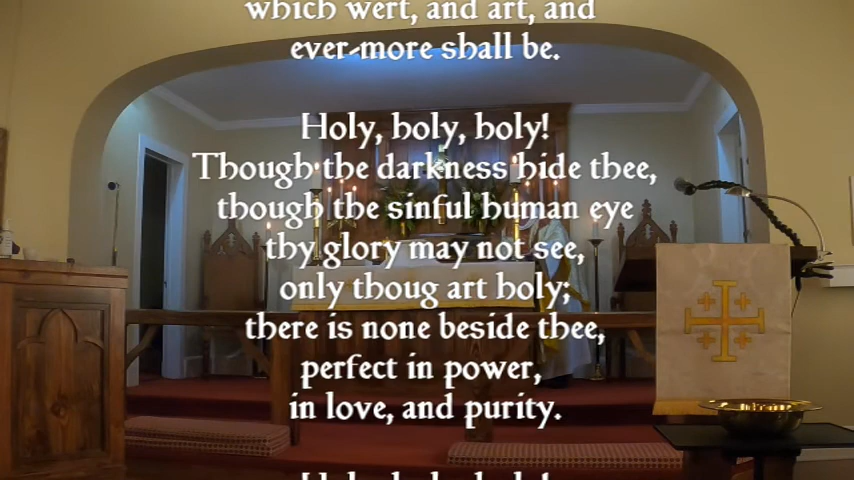 which wert, and art, and
ever-more shall be.
Holy, holy, holy!
Though the darkness hide thee,
though the sinful human eye
thy glory may not see,
only thoug art holy;
there is none beside thee,
perfect in power,
in love, and purity.